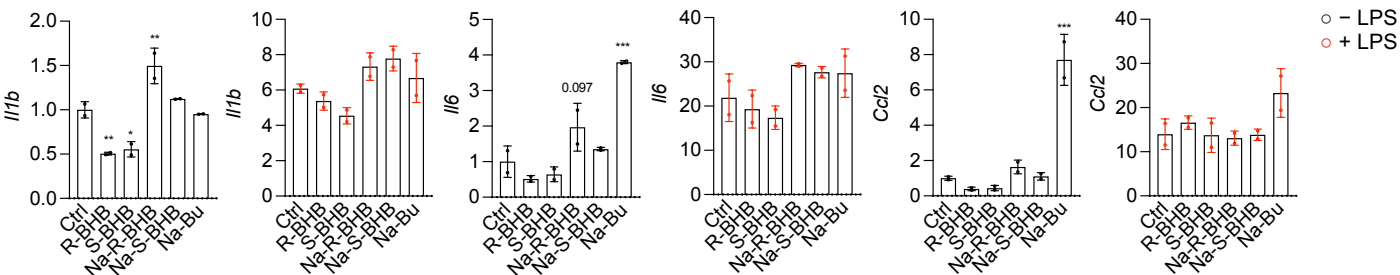 Il1b
2.0
1.5
1.0
0.5
0.0
**
*
**
Ctrl
R-BHB
S-BHB
Na-R-BHB
Na-S-BHB
Na-Bu
Il1b
10
8
6
4
2
0
Ctrl
R-BHB
S-BHB
Na-R-BHB
Na-S-BHB
Na-Bu
Il6
6
5
4
3
2
1
0
0.097
***
Ctrl
R-BHB
S-BHB
Na-R-BHB
Na-S-BHB
Na-Bu
Il6
40
30
20
10
0
Ctrl
R-BHB
S-BHB
Na-R-BHB
Na-S-BHB
Na-Bu
Ccl2
10
8
6
4
2
0
***
Ctrl
R-BHB
S-BHB
Na-R-BHB
Na-S-BHB
Na-Bu
Ccl2
40
30
20
10
0
Ctrl
R-BHB
S-BHB
Na-R-BHB
Na-S-BHB
Na-Bu
− LPS
+ LPS